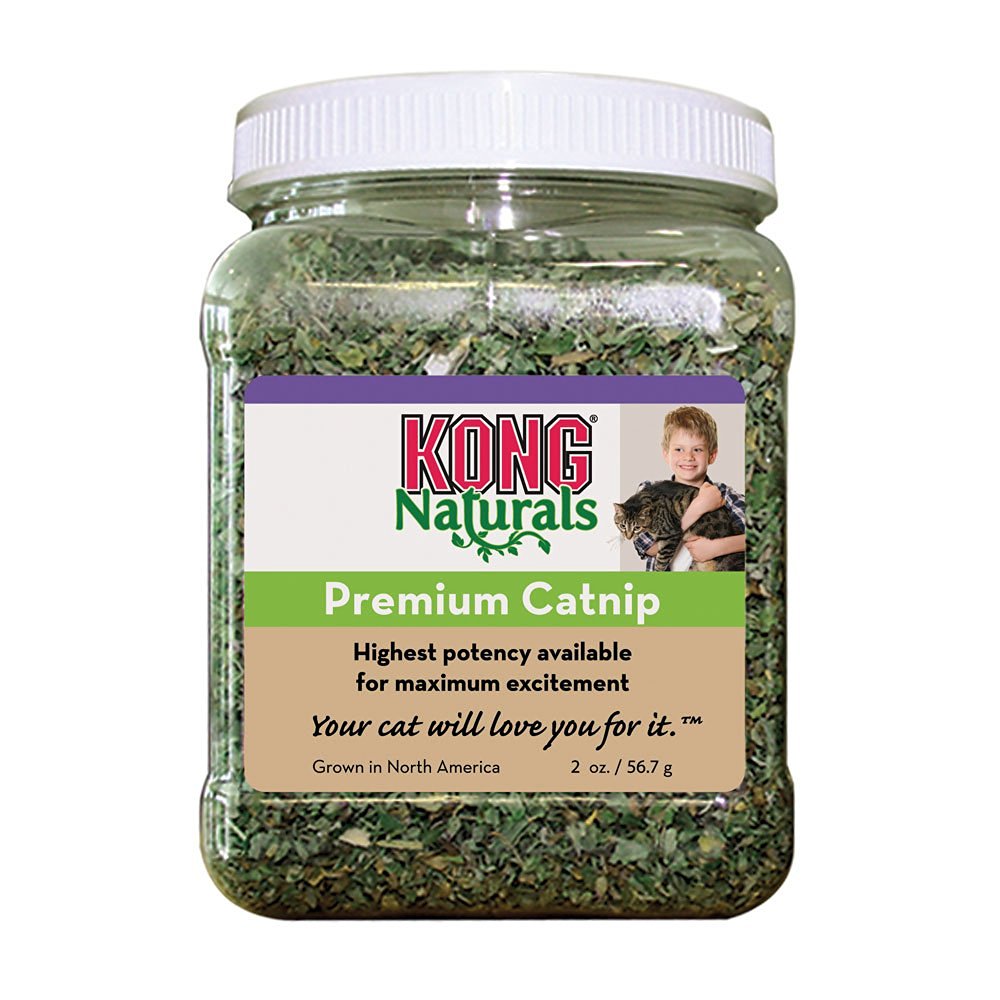 KONG®
Naturals
Premium Catnip
Highest potency available
for maximum excitement
Your cat will love you for it.™
Grown in North America 2 oz. / 56.7 g